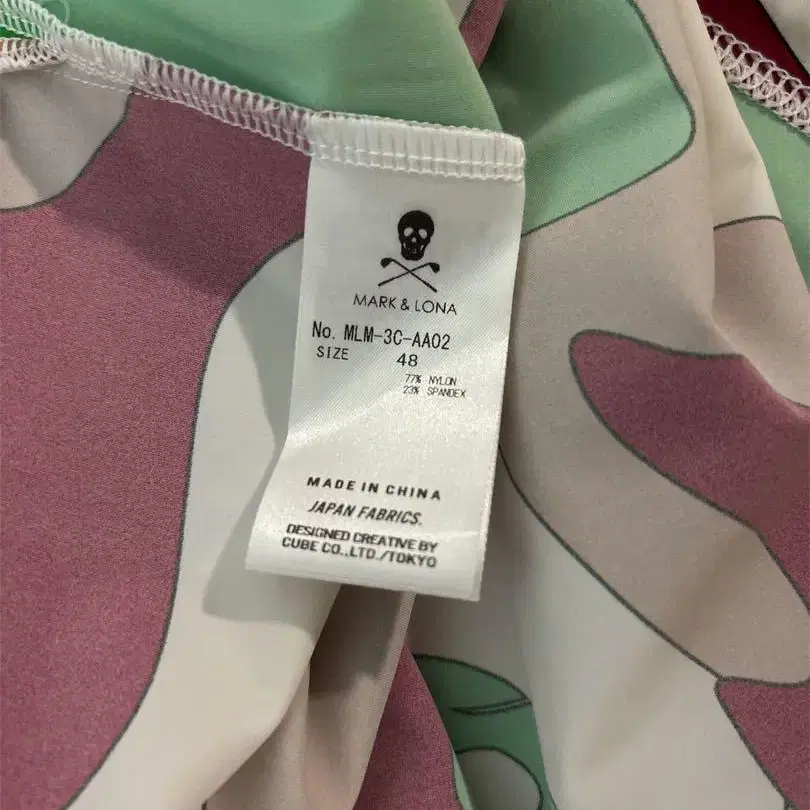 MARK & LONA
No. MLM-3C-AA02
SIZE 48
77% NYLON
23% SPANDEX
MADE IN CHINA
JAPAN FABRICS.
DESIGNED CREATIVE BY
CUBE CO.,LTD./TOKYO